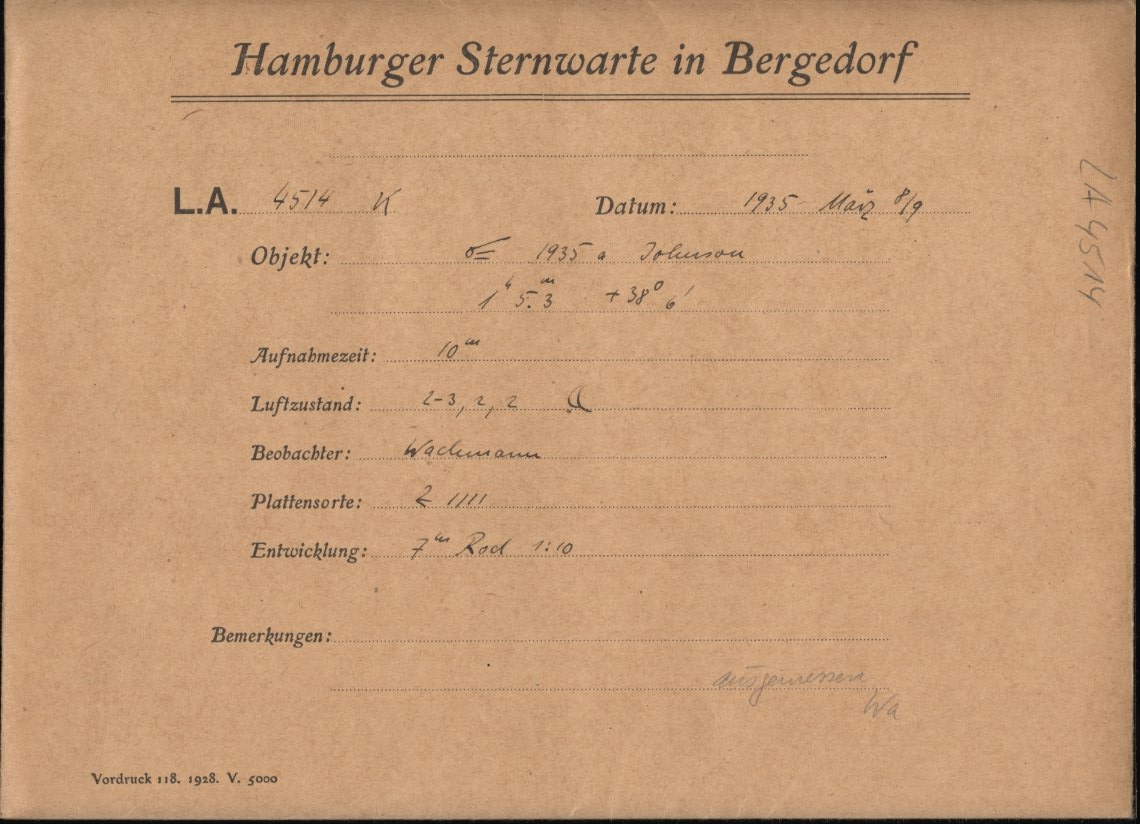 Hamburger Sternwarte in Bergedorf
L.A. 4514 K
Datum: 1935 März 8/9
Objekt: ☄ 1935 a Johnson
1ʰ 5.ᵐ3 +38° 6'
Aufnahmezeit: 10ᵐ
Luftzustand: 2-3, 2, 2
Beobachter: Wachmann
Plattensorte: Z 1111
Entwicklung: 7ᵐ Rod 1:10
Bemerkungen:
ausgemessen
Wa
Vordruck 118. 1928. V. 5000
LA 4514